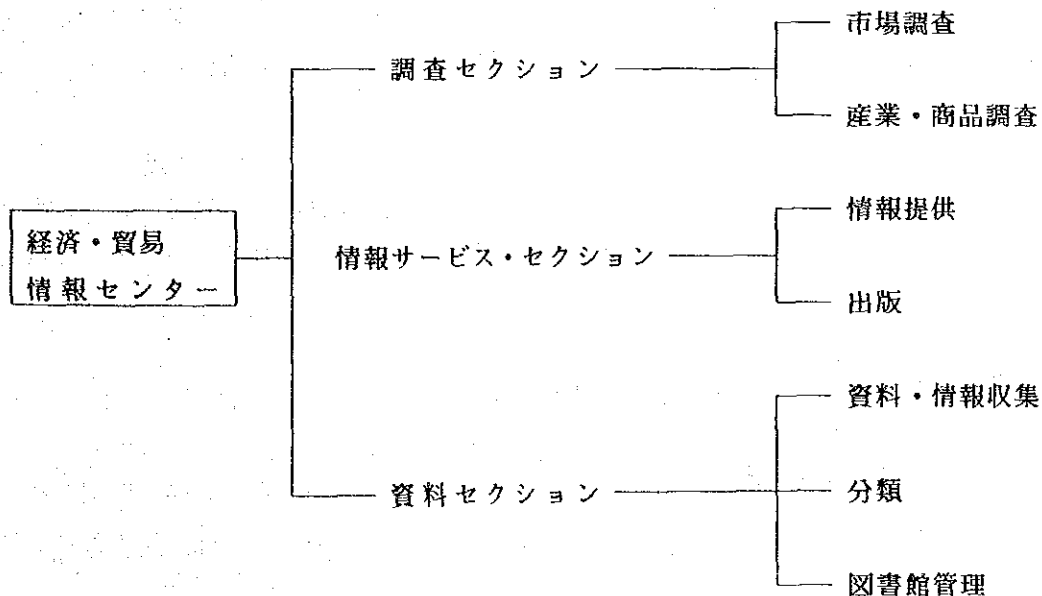 経済・貿易
情報センター
調査セクション
市場調査
産業・商品調査
情報サービス・セクション
情報提供
出版
資料セクション
資料・情報収集
分類
図書館管理